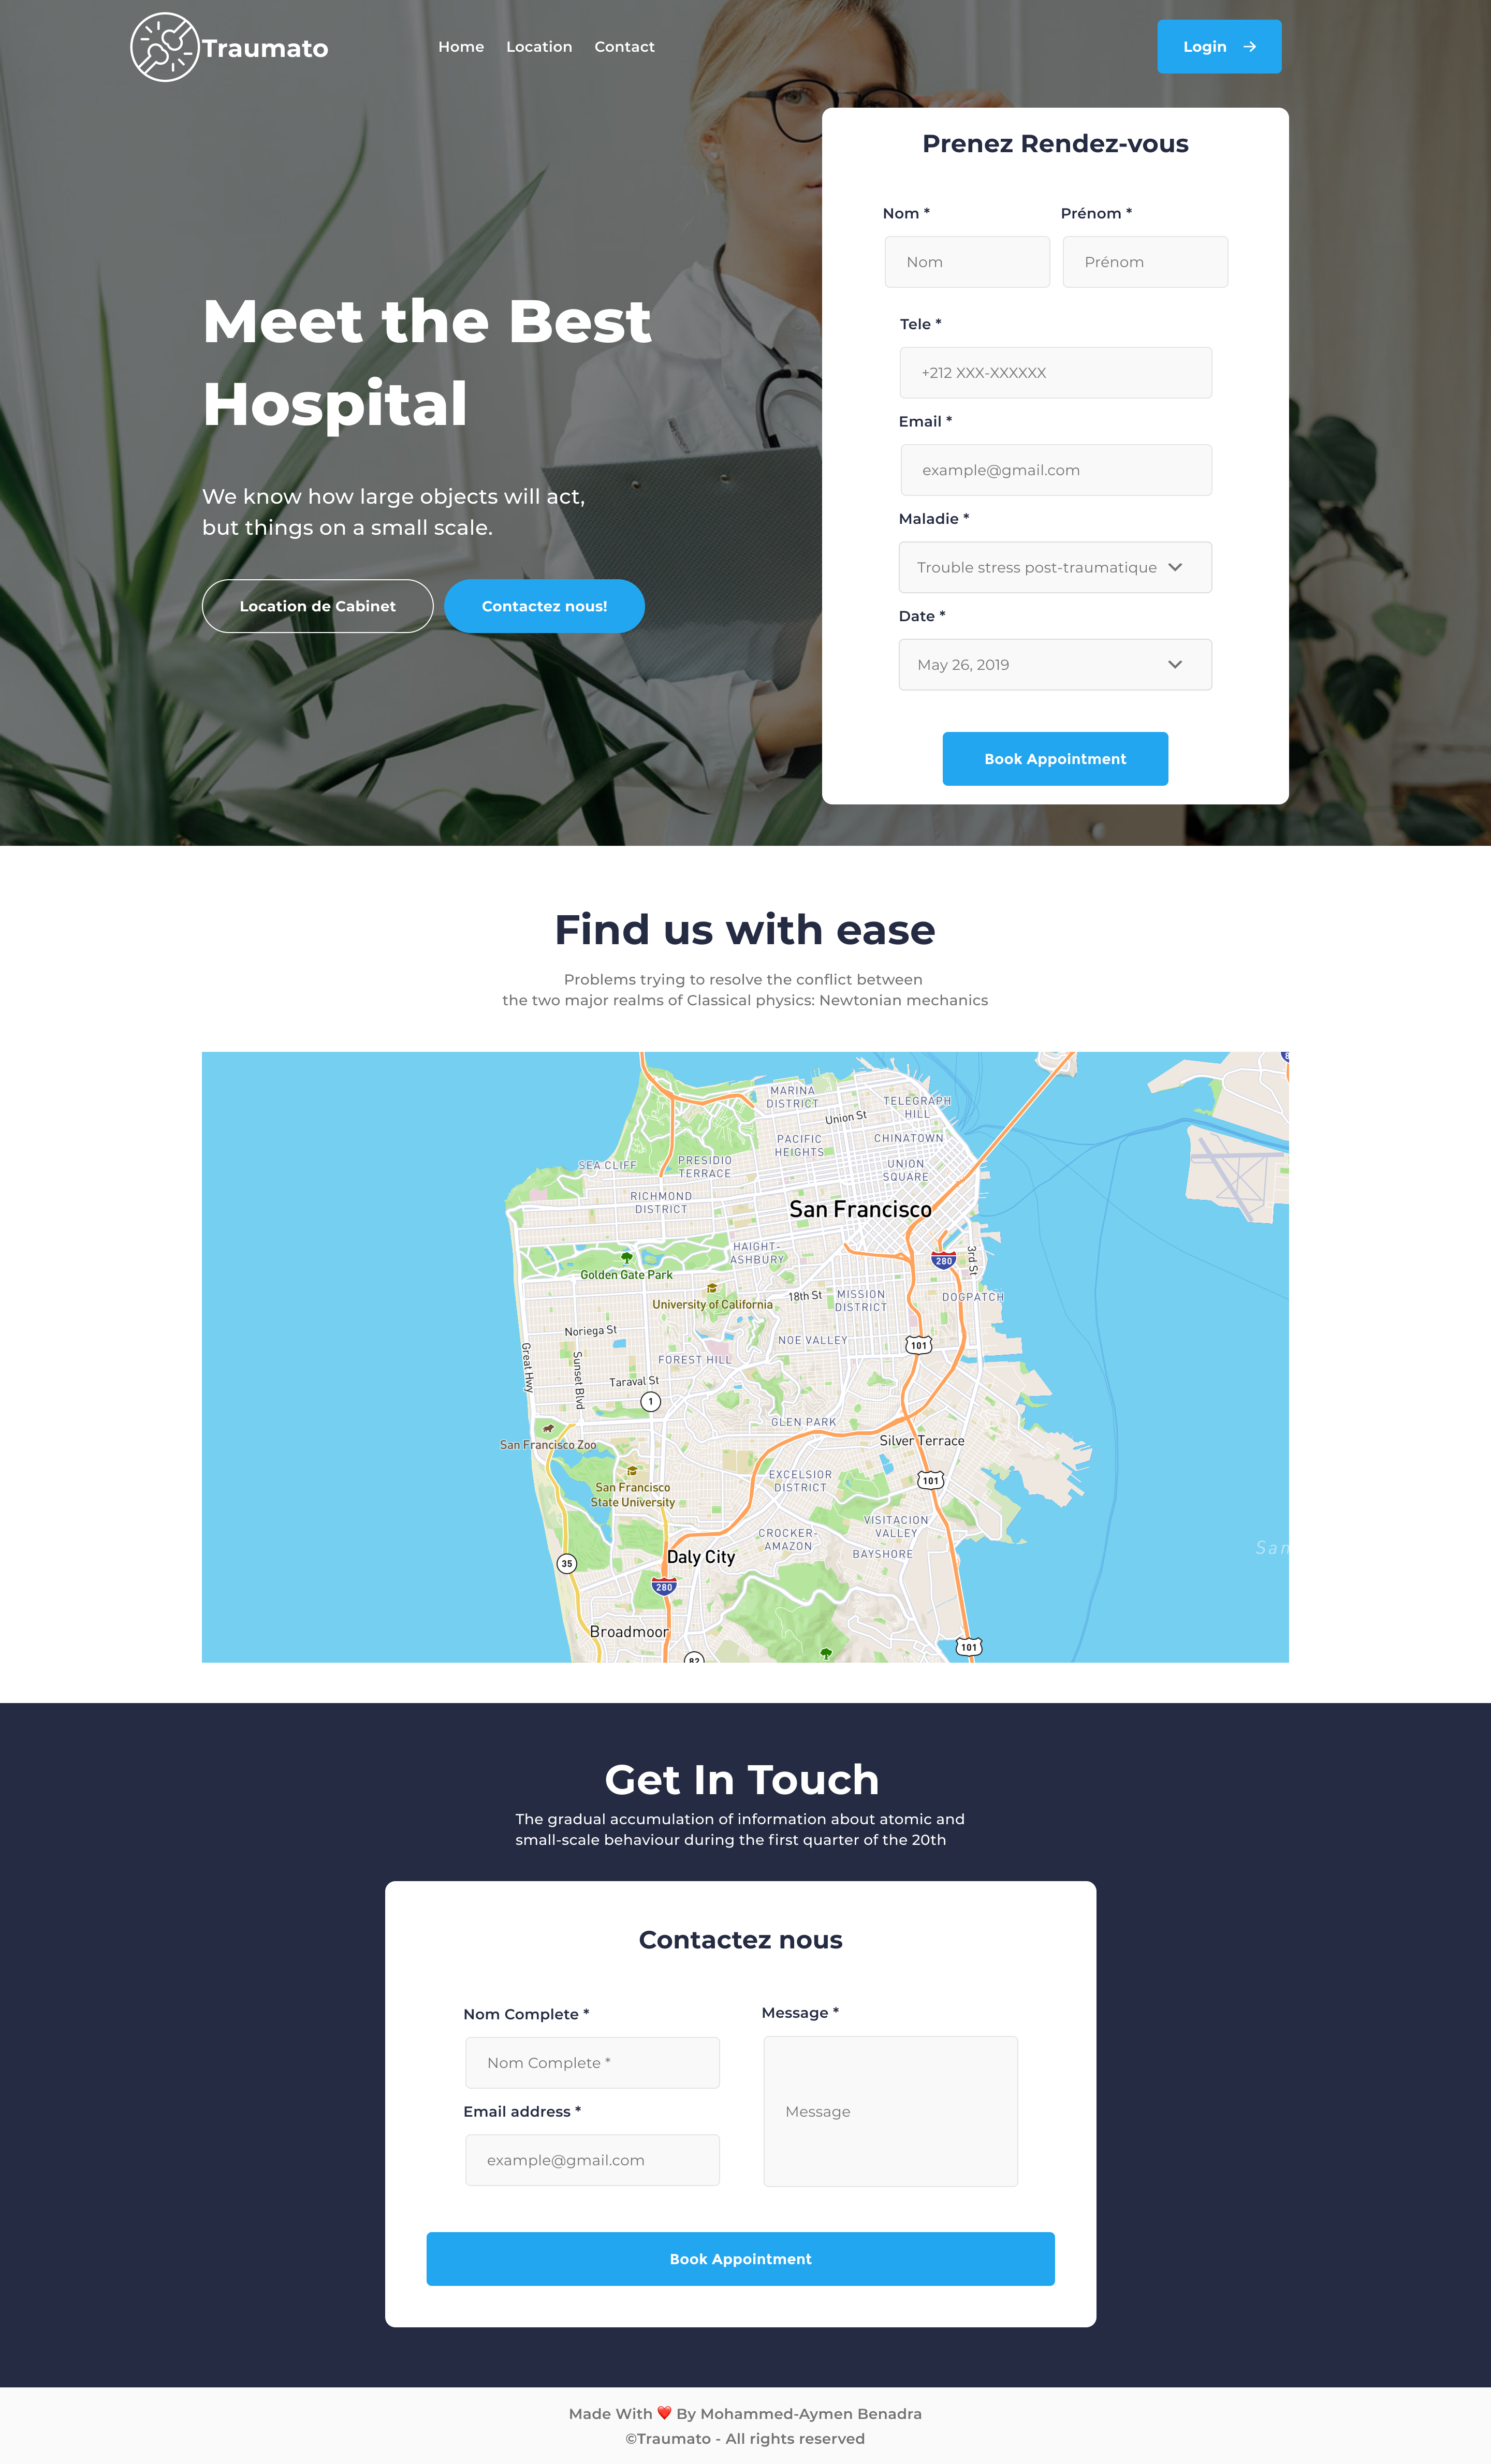 Traumato
Home Location Contact
Login
Prenez Rendez-vous
Nom * Prénom *
Nom Prénom
Meet the Best
Hospital
Tele *
+212 XXX-XXXXXX
Email *
example@gmail.com
We know how large objects will act,
but things on a small scale.
Maladie *
Trouble stress post-traumatique
Location de Cabinet Contactez nous!
Date *
May 26, 2019
Book Appointment
Find us with ease
Problems trying to resolve the conflict between
the two major realms of Classical physics: Newtonian mechanics
MARINA
DISTRICT
TELEGRAPH
HILL
Union St
PACIFIC
HEIGHTS
CHINATOWN
SEA CLIFF
PRESIDIO
TERRACE
UNION
SQUARE
RICHMOND
DISTRICT
San Francisco
HAIGHT-
ASHBURY
280
3rd St
Golden Gate Park
University of California
18th St
MISSION
DISTRICT
DOGPATCH
Noriega St
NOE VALLEY
101
Great Hwy
Sunset Blvd
FOREST HILL
Taraval St
1
GLEN PARK
San Francisco Zoo
Silver Terrace
San Francisco
State University
EXCELSIOR
DISTRICT
101
VISITACION
VALLEY
CROCKER-
AMAZON
BAYSHORE
San
35
Daly City
280
Broadmoor
101
82
Get In Touch
The gradual accumulation of information about atomic and
small-scale behaviour during the first quarter of the 20th
Contactez nous
Nom Complete * Message *
Nom Complete *
Email address *
Message
example@gmail.com
Book Appointment
Made With ❤️ By Mohammed-Aymen Benadra
©Traumato - All rights reserved